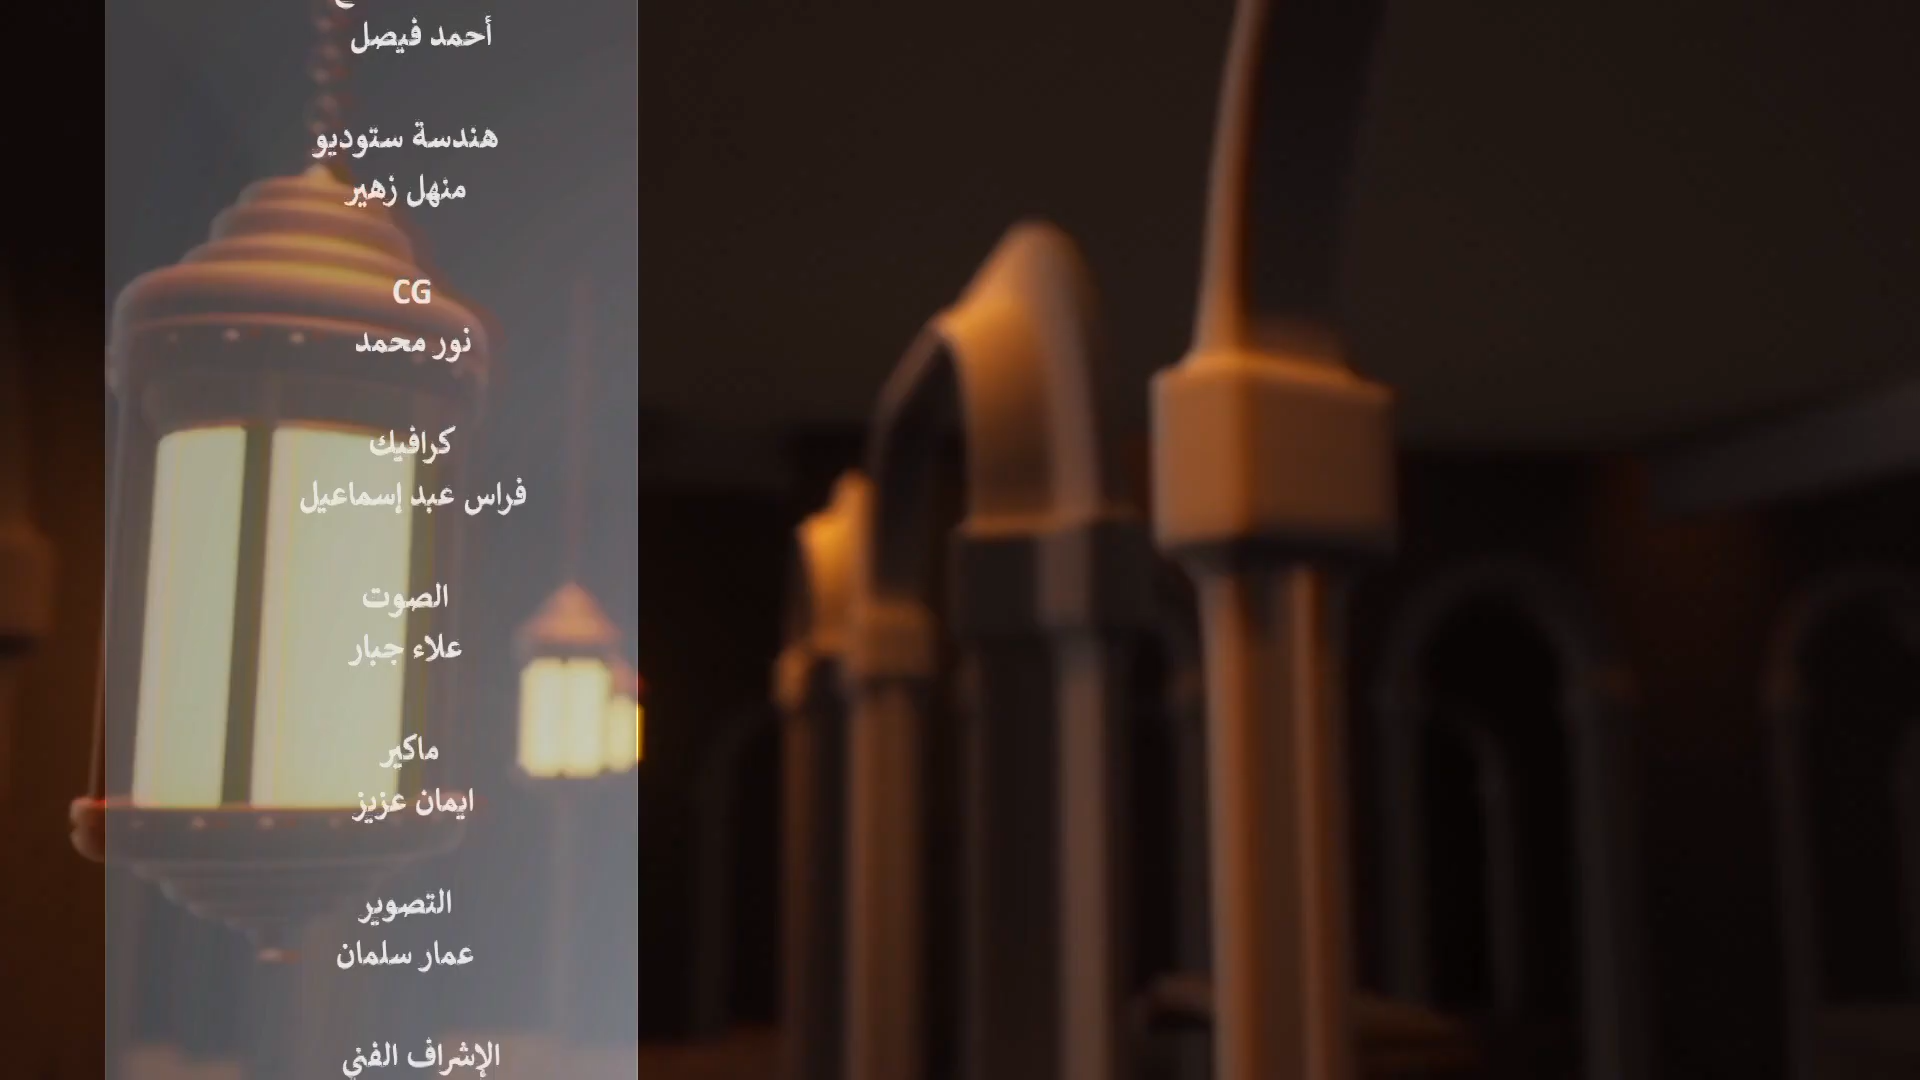 أحمد فيصل
هندسة ستوديو
منهل زهير
CG
نور محمد
كرافيك
فراس عبد إسماعيل
الصوت
علاء جبار
ماكير
ايمان عزيز
التصوير
عمار سلمان
الإشراف الفني